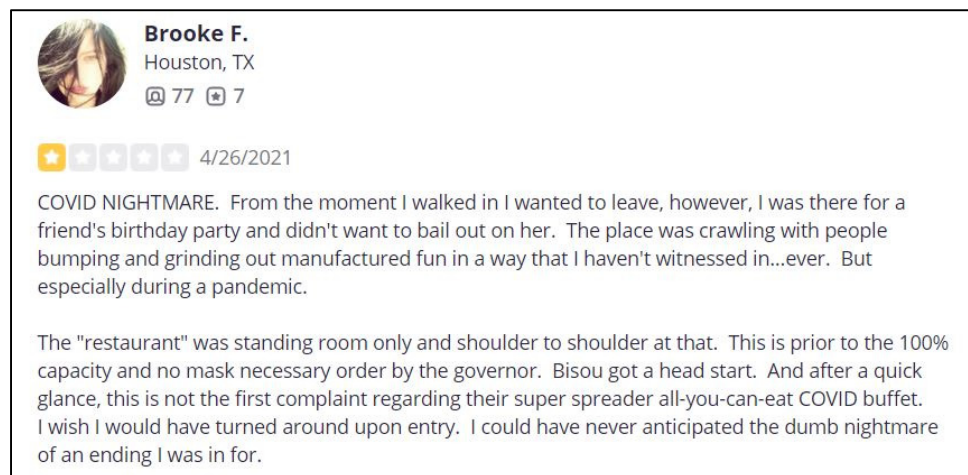 Brooke F.
Houston, TX
77 7
4/26/2021
COVID NIGHTMARE.  From the moment I walked in I wanted to leave, however, I was there for a
friend's birthday party and didn't want to bail out on her.  The place was crawling with people
bumping and grinding out manufactured fun in a way that I haven't witnessed in...ever.  But
especially during a pandemic.
The "restaurant" was standing room only and shoulder to shoulder at that.  This is prior to the 100%
capacity and no mask necessary order by the governor.  Bisou got a head start.  And after a quick
glance, this is not the first complaint regarding their super spreader all-you-can-eat COVID buffet.
I wish I would have turned around upon entry.  I could have never anticipated the dumb nightmare
of an ending I was in for.